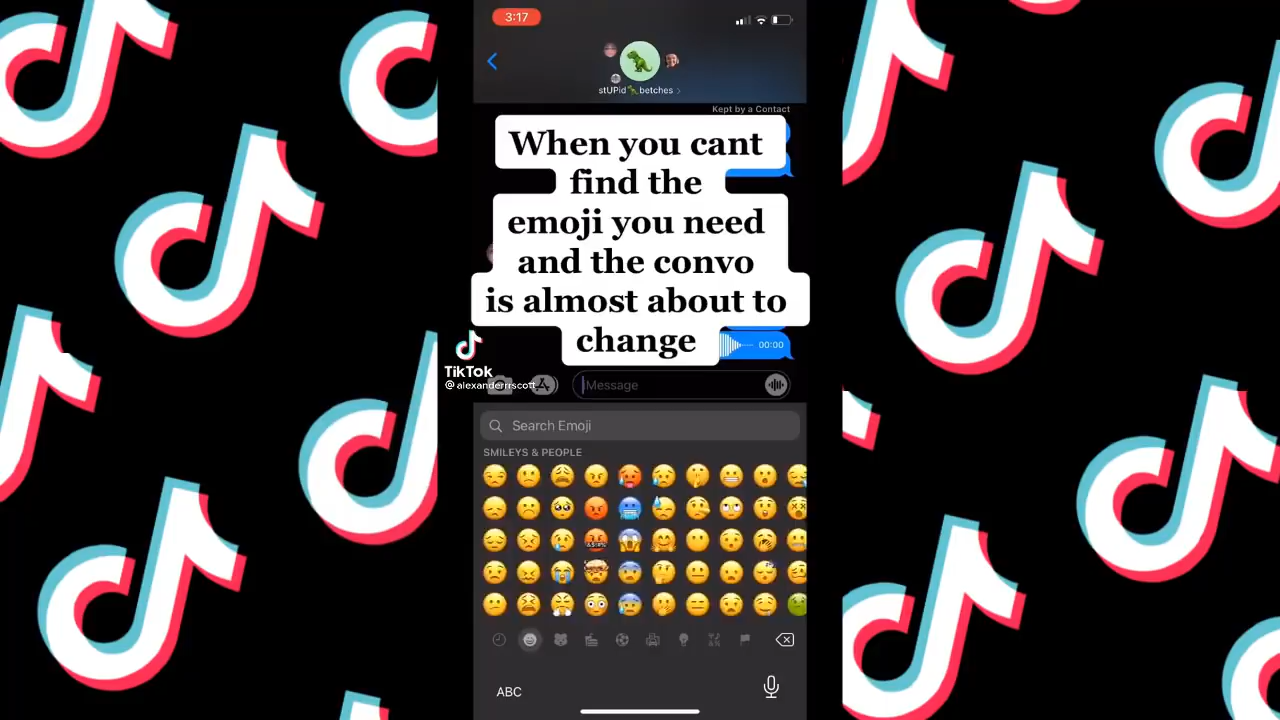 3:17
stUPid🦖betches
Kept by a Contact
When you cant
find the
emoji you need
and the convo
is almost about to
change
00:00
TikTok
@alexanderrrscott
Message
Search Emoji
SMILEYS & PEOPLE
ABC